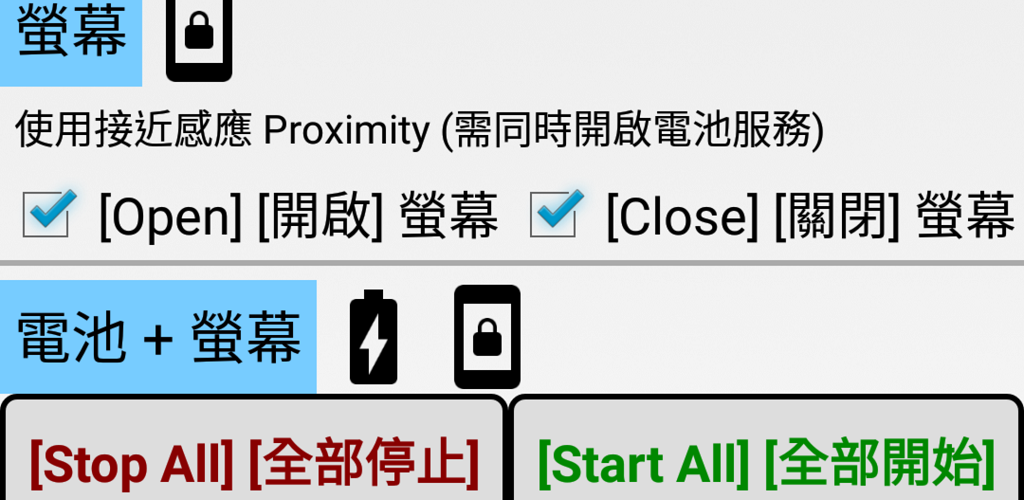 螢幕
使用接近感應 Proximity (需同時開啟電池服務)
[Open] [開啟] 螢幕 [Close] [關閉] 螢幕
電池 + 螢幕
[Stop All] [全部停止] [Start All] [全部開始]